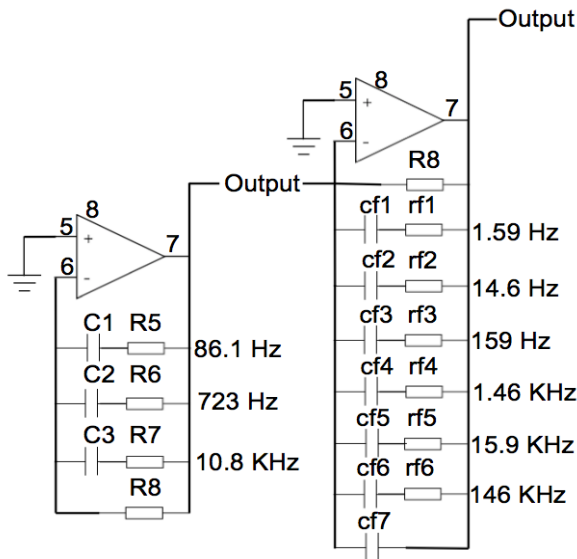 Output
8
5
+
7
6
-
R8
Output
cf1 rf1
1.59 Hz
8
5
+
7
6
-
cf2 rf2
14.6 Hz
C1 R5
86.1 Hz
cf3 rf3
159 Hz
C2 R6
723 Hz
cf4 rf4
1.46 KHz
C3 R7
10.8 KHz
cf5 rf5
15.9 KHz
R8
cf6 rf6
146 KHz
cf7